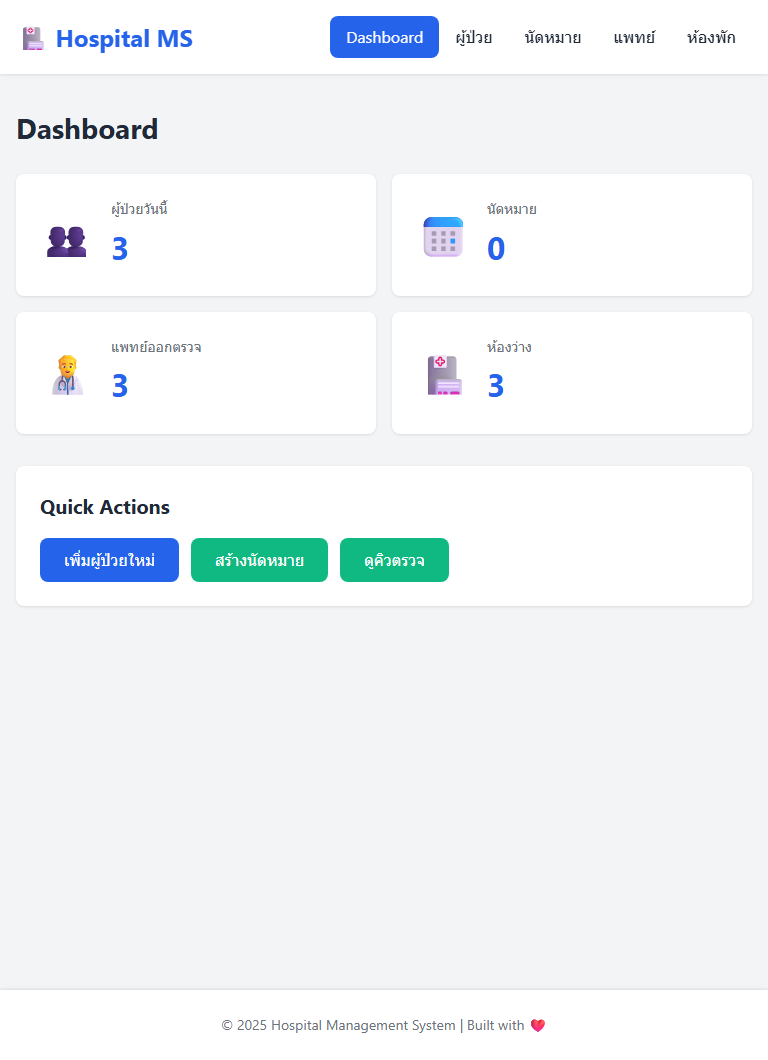 Hospital MS
Dashboard
ผู้ป่วย
นัดหมาย
แพทย์
ห้องพัก
Dashboard
ผู้ป่วยวันนี้
3
นัดหมาย
0
แพทย์ออกตรวจ
3
ห้องว่าง
3
Quick Actions
เพิ่มผู้ป่วยใหม่
สร้างนัดหมาย
ดูคิวตรวจ
© 2025 Hospital Management System | Built with ❤️